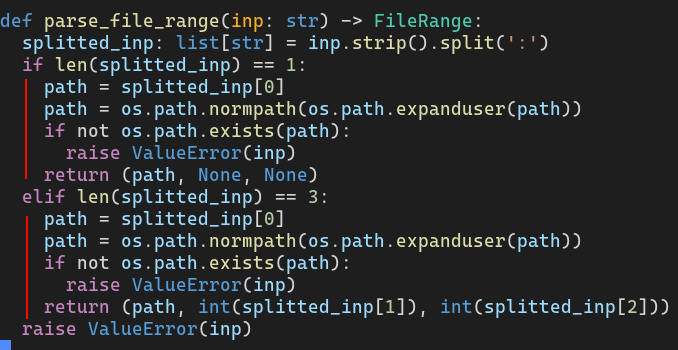 def parse_file_range(inp: str) -> FileRange:
  splitted_inp: list[str] = inp.strip().split(':')
  if len(splitted_inp) == 1:
    path = splitted_inp[0]
    path = os.path.normpath(os.path.expanduser(path))
    if not os.path.exists(path):
      raise ValueError(inp)
    return (path, None, None)
  elif len(splitted_inp) == 3:
    path = splitted_inp[0]
    path = os.path.normpath(os.path.expanduser(path))
    if not os.path.exists(path):
      raise ValueError(inp)
    return (path, int(splitted_inp[1]), int(splitted_inp[2]))
  raise ValueError(inp)